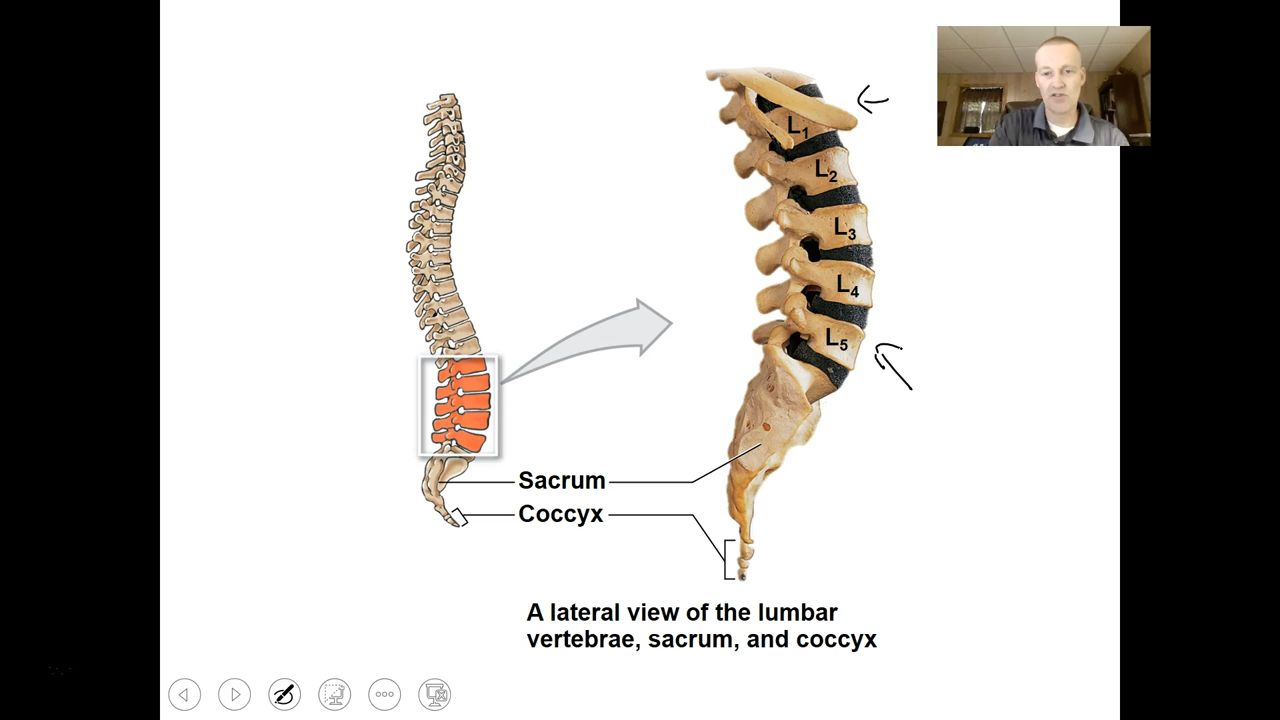 L1
L2
L3
L4
L5
Sacrum
Coccyx
A lateral view of the lumbar
vertebrae, sacrum, and coccyx